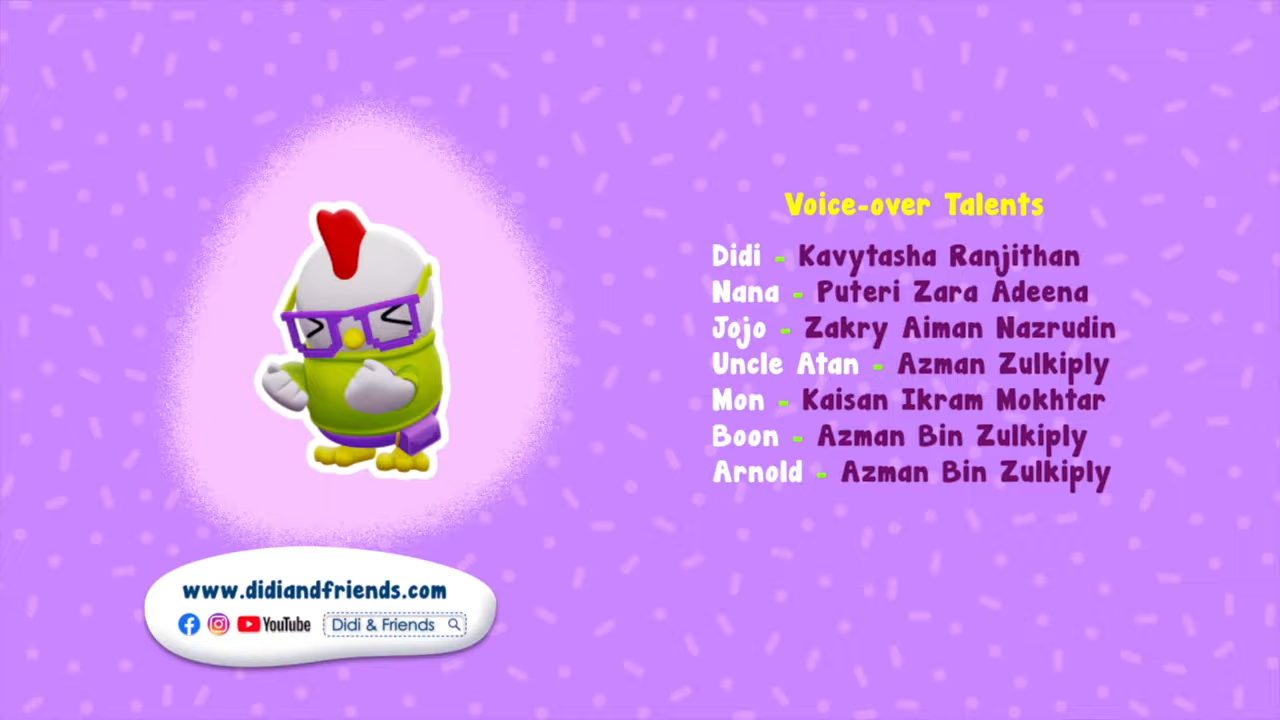 Voice-over Talents
Didi - Kavytasha Ranjithan
Nana - Puteri Zara Adeena
Jojo - Zakry Aiman Nazrudin
Uncle Atan - Azman Zulkiply
Mon - Kaisan Ikram Mokhtar
Boon - Azman Bin Zulkiply
Arnold - Azman Bin Zulkiply
www.didiandfriends.com
YouTube Didi & Friends